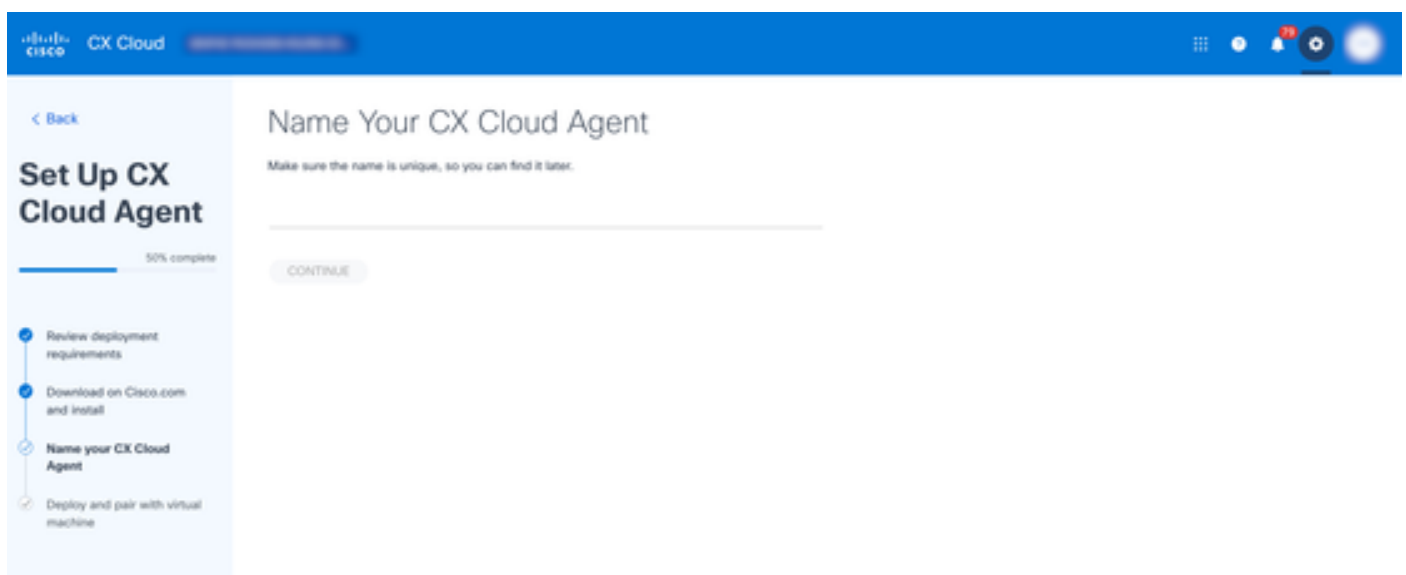 CISCO CX Cloud
79
< Back
Set Up CX
Cloud Agent
50% complete
Review deployment
requirements
Download on Cisco.com
and install
Name your CX Cloud
Agent
Deploy and pair with virtual
machine
Name Your CX Cloud Agent
Make sure the name is unique, so you can find it later.
CONTINUE